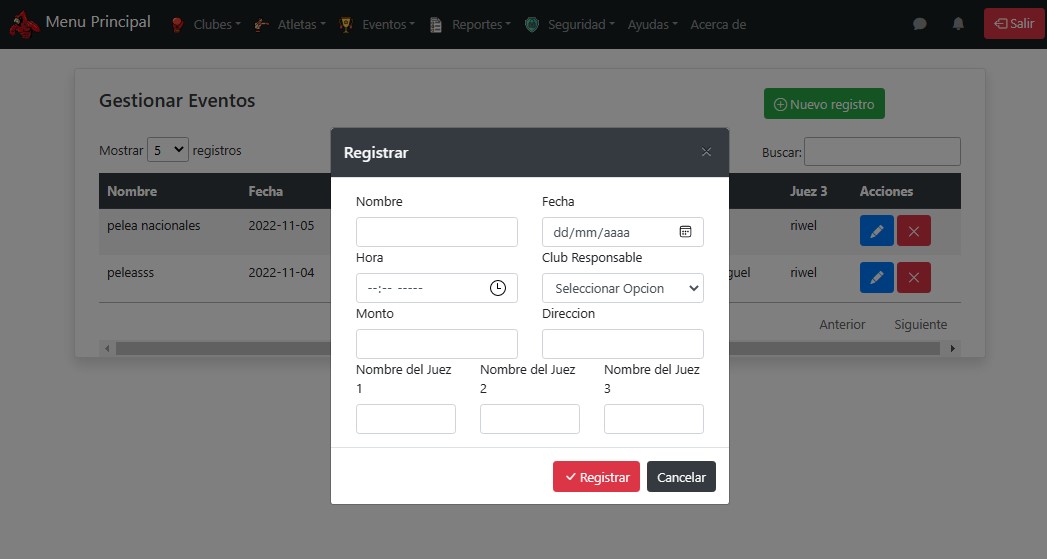 Menu Principal Clubes Atletas Eventos Reportes Seguridad Ayudas Acerca de Salir
Gestionar Eventos Nuevo registro
Mostrar 5 registros Buscar:
Nombre Fecha Juez 3 Acciones
pelea nacionales 2022-11-05 riwel
peleasss 2022-11-04 guel riwel
Anterior Siguiente
Registrar ×
Nombre Fecha
dd/mm/aaaa
Hora Club Responsable
--:-- ----- Seleccionar Opcion
Monto Direccion
Nombre del Juez 1 Nombre del Juez 2 Nombre del Juez 3
Registrar Cancelar